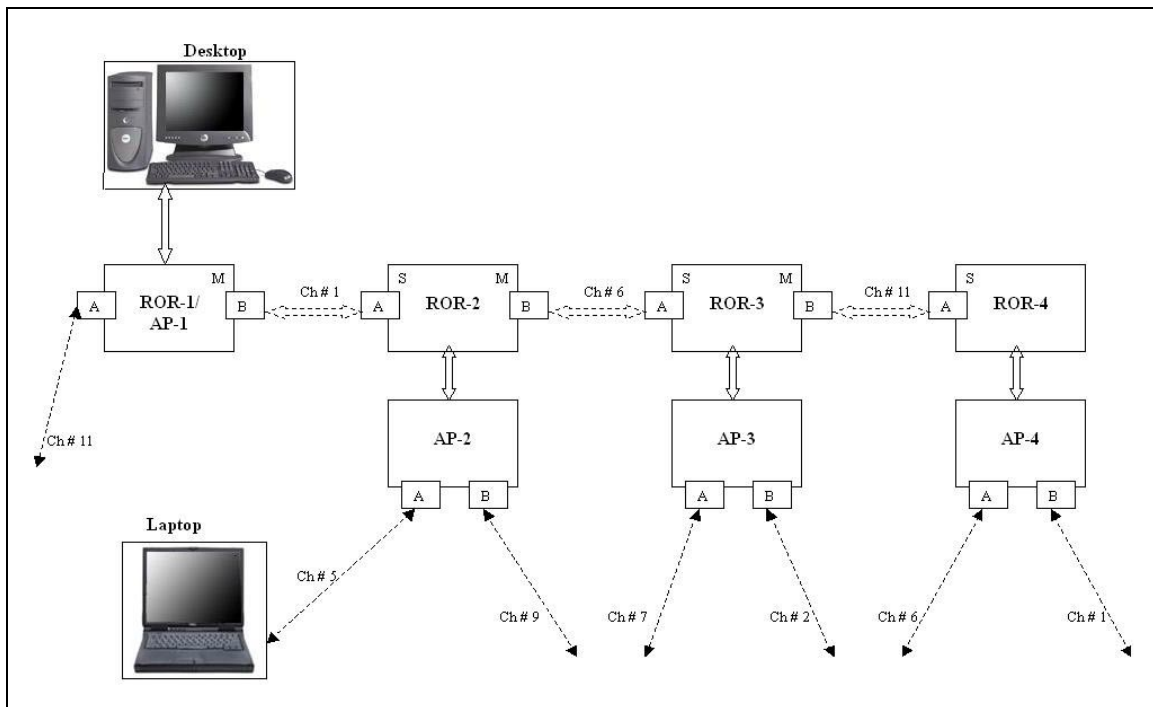 Desktop
M
A
ROR-1/
AP-1
B
Ch # 1
S
A
ROR-2
M
B
Ch # 6
S
A
ROR-3
M
B
Ch # 11
S
A
ROR-4
Ch # 11
AP-2
A
B
AP-3
A
B
AP-4
A
B
Laptop
Ch # 5
Ch # 9
Ch # 7
Ch # 2
Ch # 6
Ch # 1